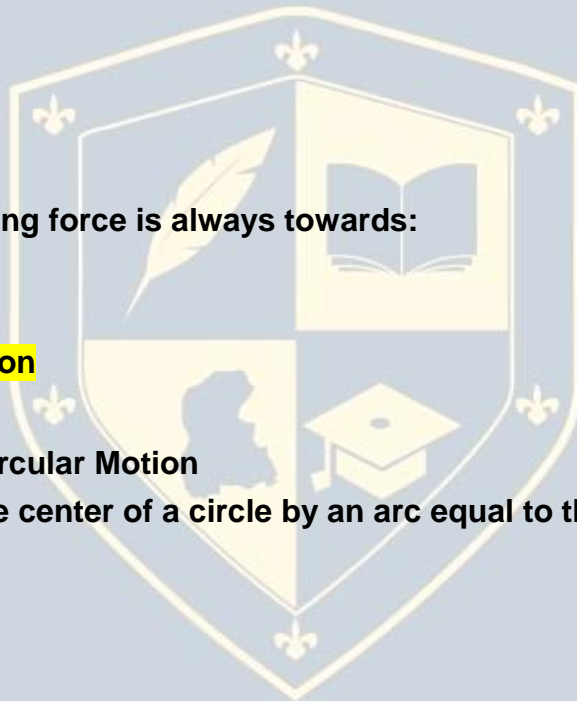 ng force is always towards:
on
rcular Motion
e center of a circle by an arc equal to th